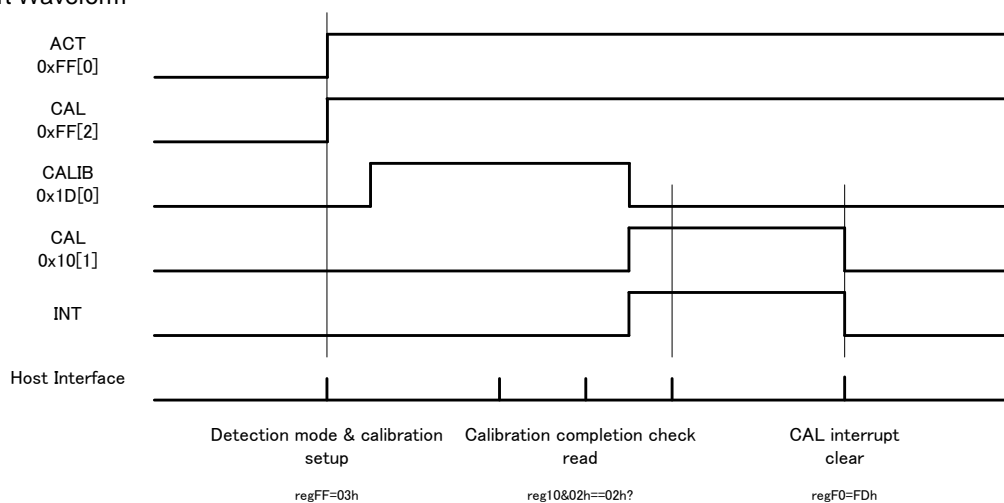 ACT
0xFF[0]
CAL
0xFF[2]
CALIB
0x1D[0]
CAL
0x10[1]
INT
Host Interface
Detection mode & calibration
setup
regFF=03h
Calibration completion check
read
reg10&02h==02h?
CAL interrupt
clear
regF0=FDh